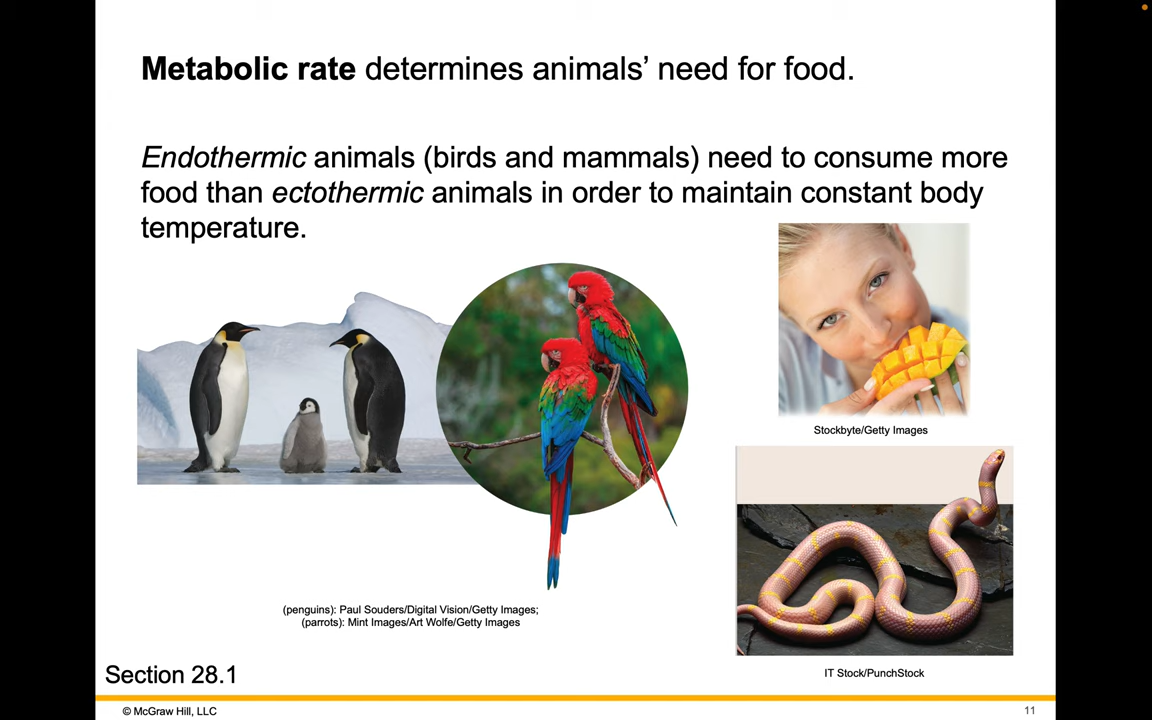 Metabolic rate determines animals’ need for food.
Endothermic animals (birds and mammals) need to consume more
food than ectothermic animals in order to maintain constant body
temperature.
Stockbyte/Getty Images
(penguins): Paul Souders/Digital Vision/Getty Images;
(parrots): Mint Images/Art Wolfe/Getty Images
IT Stock/PunchStock
Section 28.1
© McGraw Hill, LLC
11